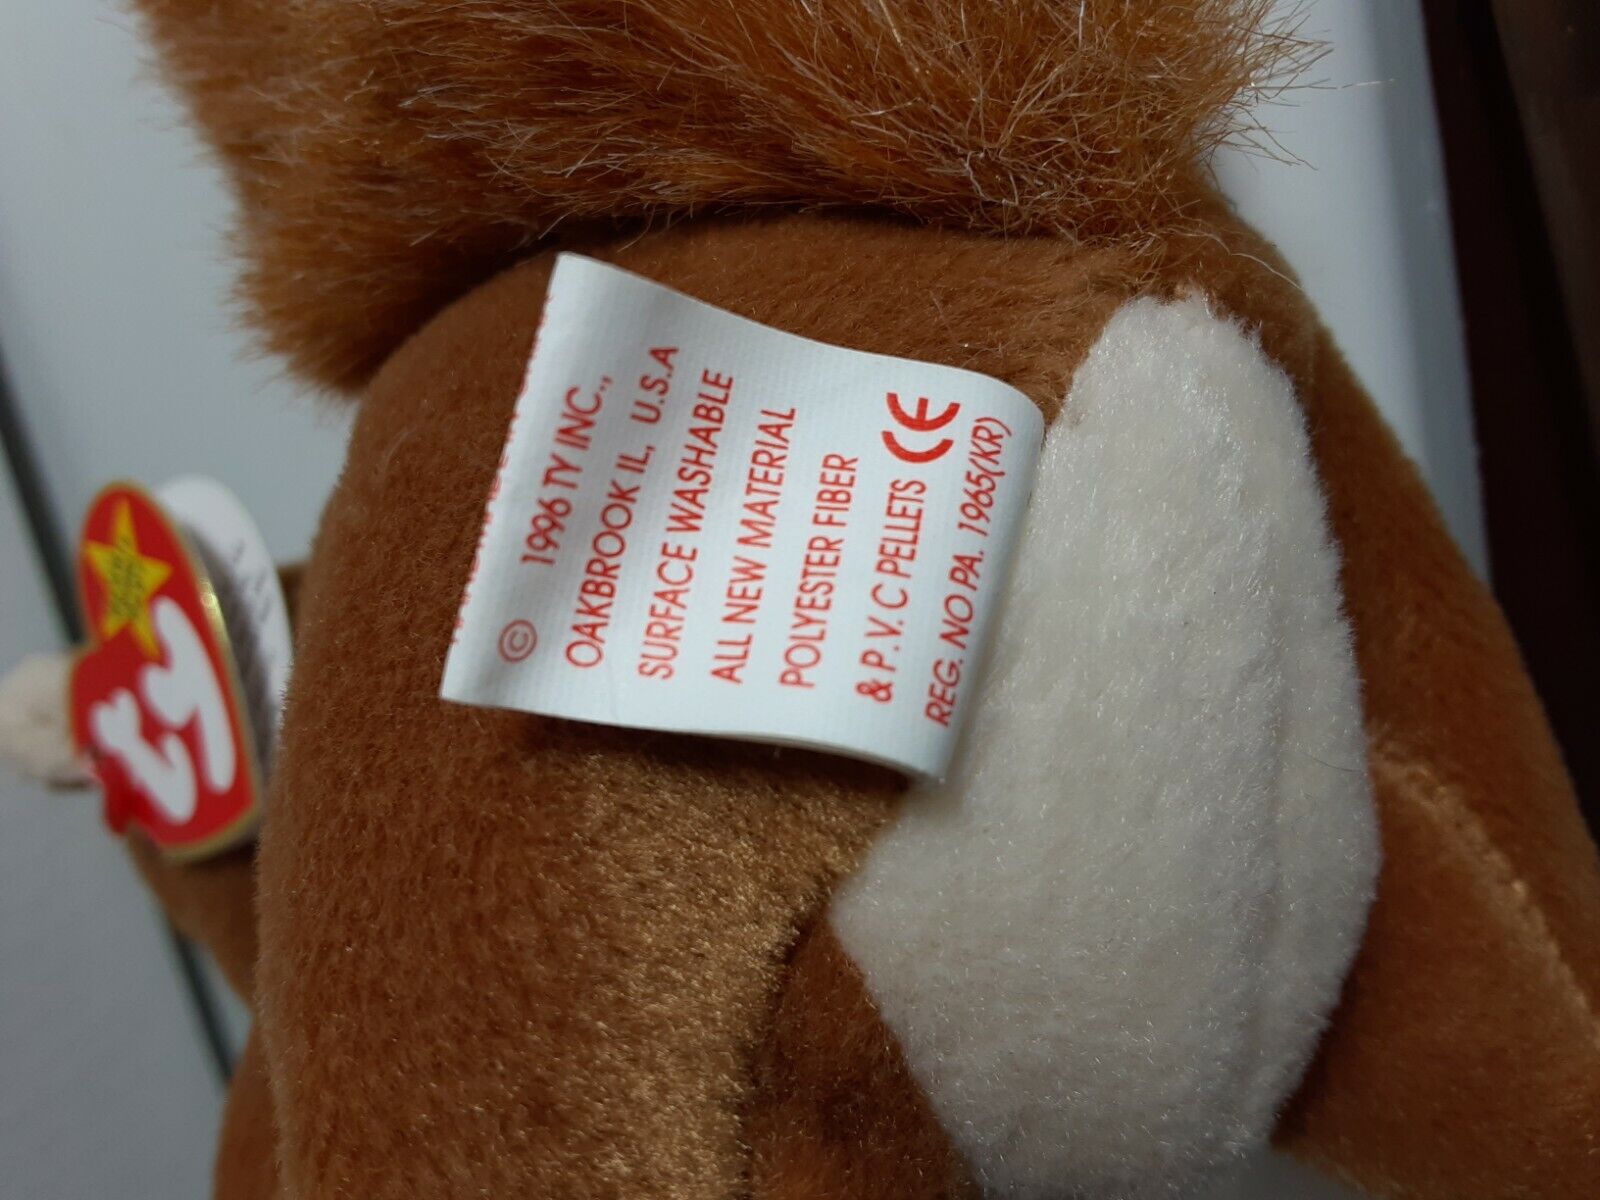 © 1996 TY INC.,
OAKBROOK IL, U.S.A
SURFACE WASHABLE
ALL NEW MATERIAL
POLYESTER FIBER
& P.V.C PELLETS CE
REG. NO PA. 1965(KR)
ty